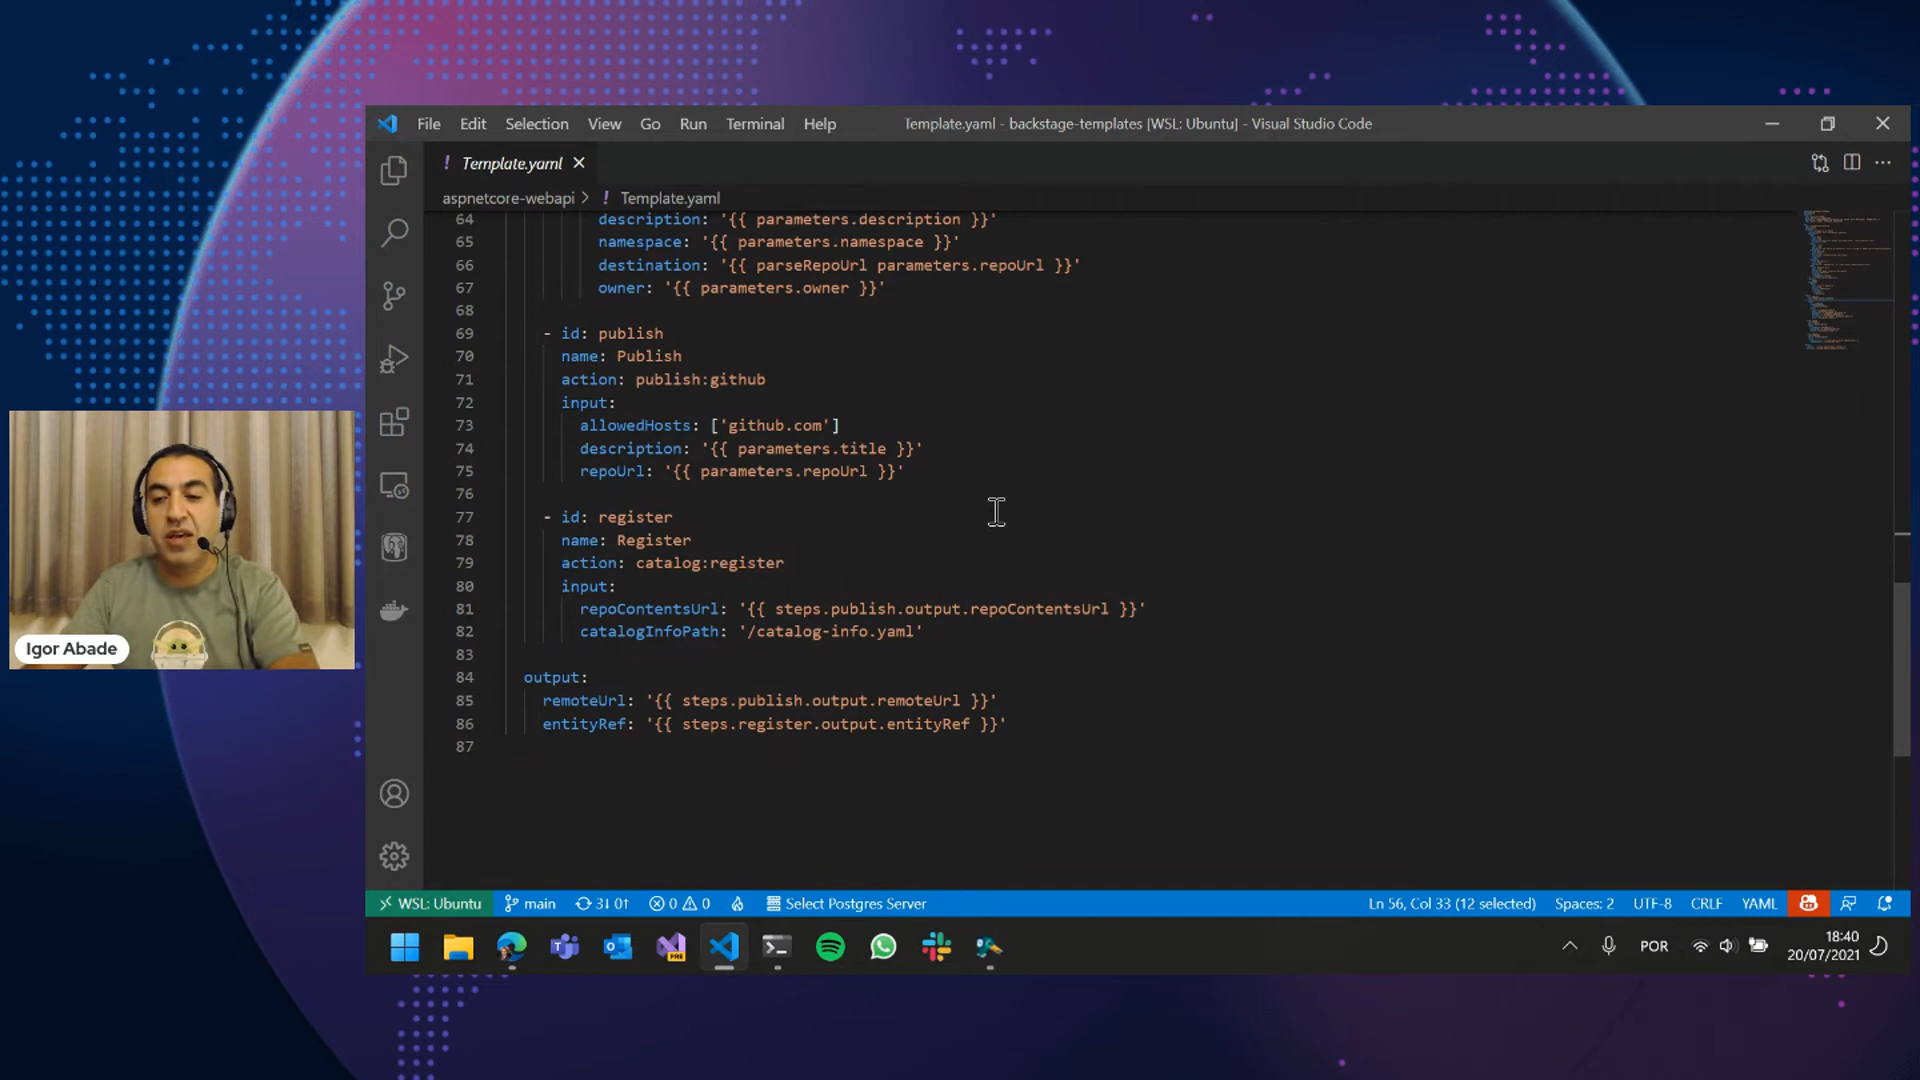 File Edit Selection View Go Run Terminal Help Template.yaml - backstage-templates [WSL: Ubuntu] - Visual Studio Code
! Template.yaml
aspnetcore-webapi > ! Template.yaml
64 description: '{{ parameters.description }}'
65 namespace: '{{ parameters.namespace }}'
66 destination: '{{ parseRepoUrl parameters.repoUrl }}'
67 owner: '{{ parameters.owner }}'
68
69 - id: publish
70 name: Publish
71 action: publish:github
72 input:
73 allowedHosts: ['github.com']
74 description: '{{ parameters.title }}'
75 repoUrl: '{{ parameters.repoUrl }}'
76
77 - id: register
78 name: Register
79 action: catalog:register
80 input:
81 repoContentsUrl: '{{ steps.publish.output.repoContentsUrl }}'
82 catalogInfoPath: '/catalog-info.yaml'
83
84 output:
85 remoteUrl: '{{ steps.publish.output.remoteUrl }}'
86 entityRef: '{{ steps.register.output.entityRef }}'
87
Igor Abade
WSL: Ubuntu main 3↓ 0↑ 0 0 Select Postgres Server Ln 56, Col 33 (12 selected) Spaces: 2 UTF-8 CRLF YAML
PRE
POR
18:40
20/07/2021